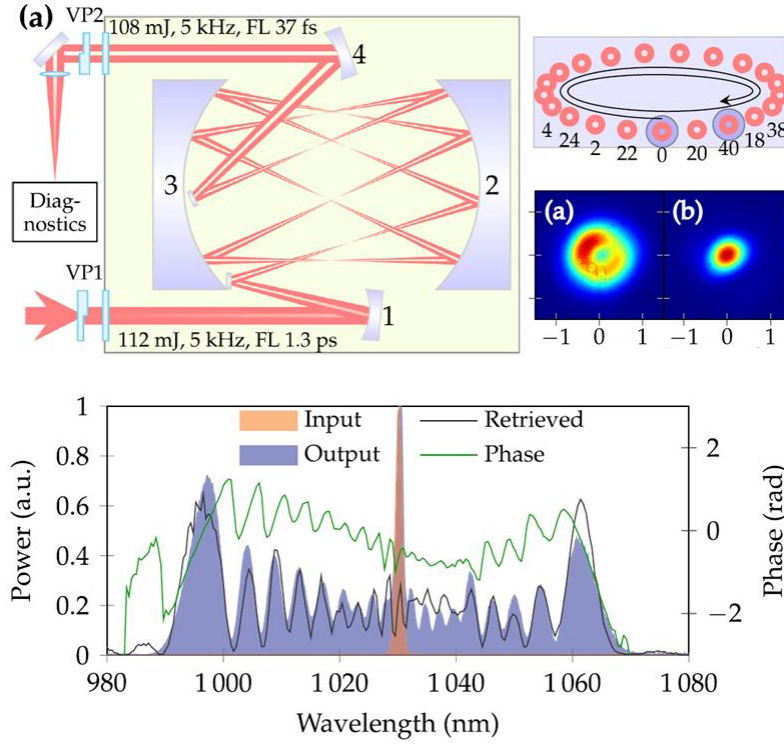 (a)
VP2
108 mJ, 5 kHz, FL 37 fs
4
3
2
Diag-
nostics
VP1
1
112 mJ, 5 kHz, FL 1.3 ps
4 24 2 22 0 20 40 18 38
(a) (b)
−1 0 1 −1 0 1
Input Retrieved
Output Phase
Power (a.u.)
1
0.8
0.6
0.4
0.2
0
Phase (rad)
2
0
−2
980 1 000 1 020 1 040 1 060 1 080
Wavelength (nm)